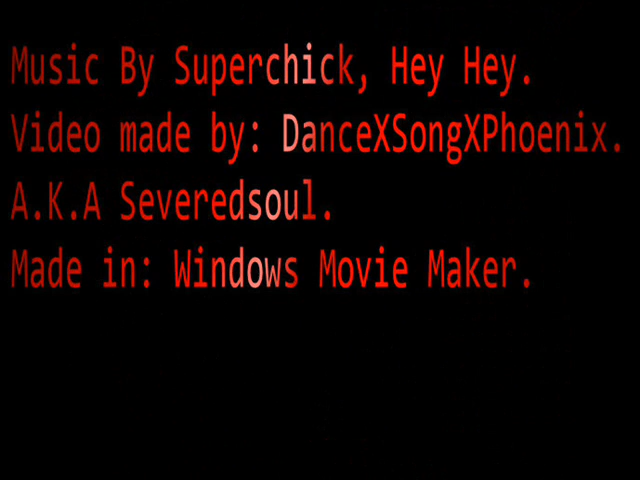 Music By Superchick, Hey Hey.
Video made by: DanceXSongXPhoenix.
A.K.A Severedsoul.
Made in: Windows Movie Maker.